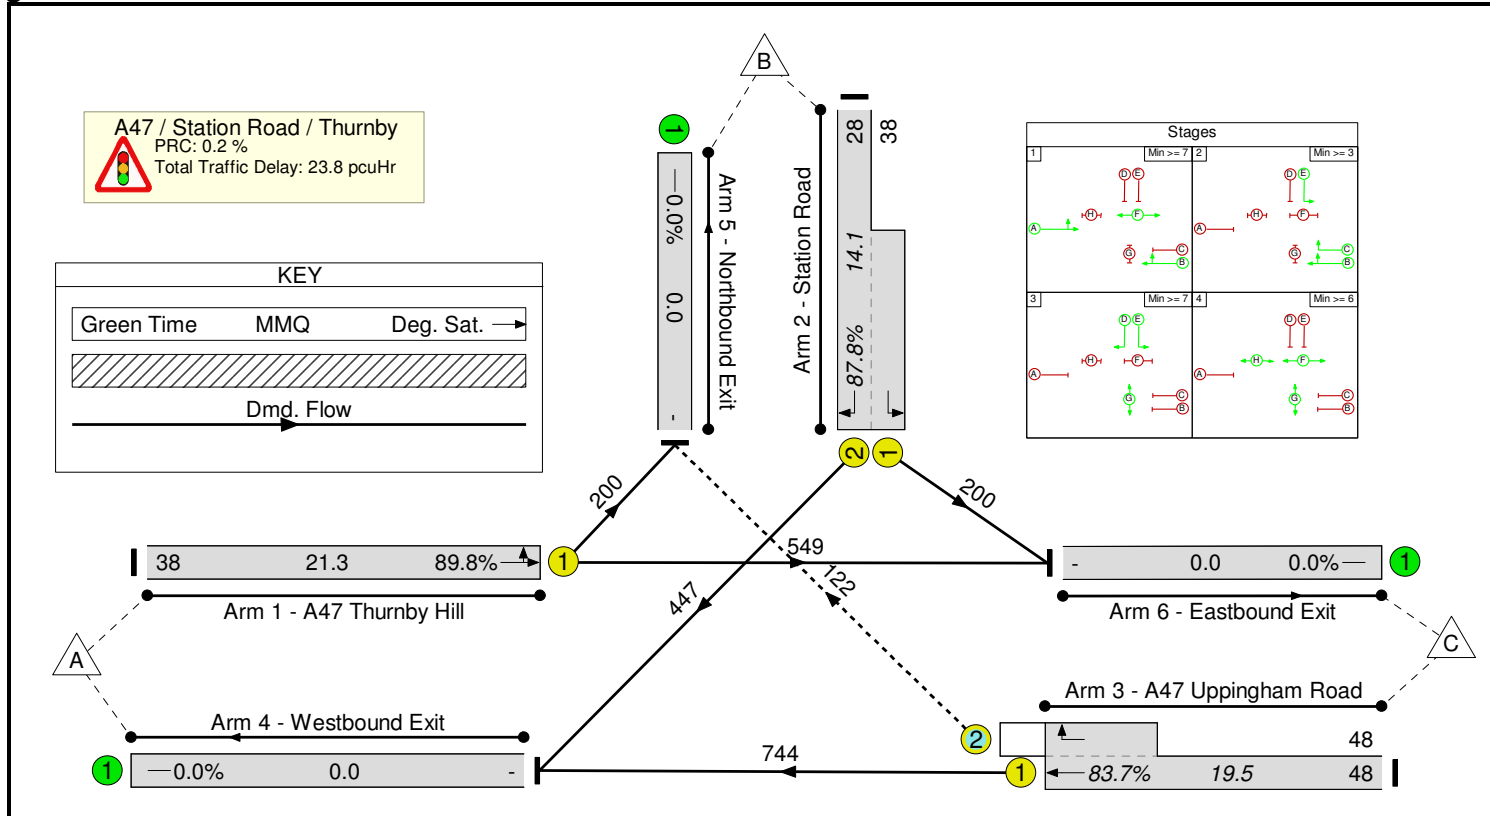 A47 / Station Road / Thurnby
PRC: 0.2 %
Total Traffic Delay: 23.8 pcuHr
KEY
Green Time MMQ Deg. Sat.
Dmd. Flow
B
1
0.0%
0.0
-
Arm 5 - Northbound Exit
Arm 2 - Station Road
28
38
14.1
87.8%
2
1
Stages
1 Min >= 7
D E
H F
A
G C
B
2 Min >= 3
D E
H F
A
G C
B
3 Min >= 7
D E
H F
A
G C
B
4 Min >= 6
D E
H F
A
G C
B
200
200
549
122
447
744
38 21.3 89.8%
1
Arm 1 - A47 Thurnby Hill
A
- 0.0 0.0%
1
Arm 6 - Eastbound Exit
C
Arm 4 - Westbound Exit
1
0.0% 0.0 -
Arm 3 - A47 Uppingham Road
2
48
1
83.7% 19.5 48